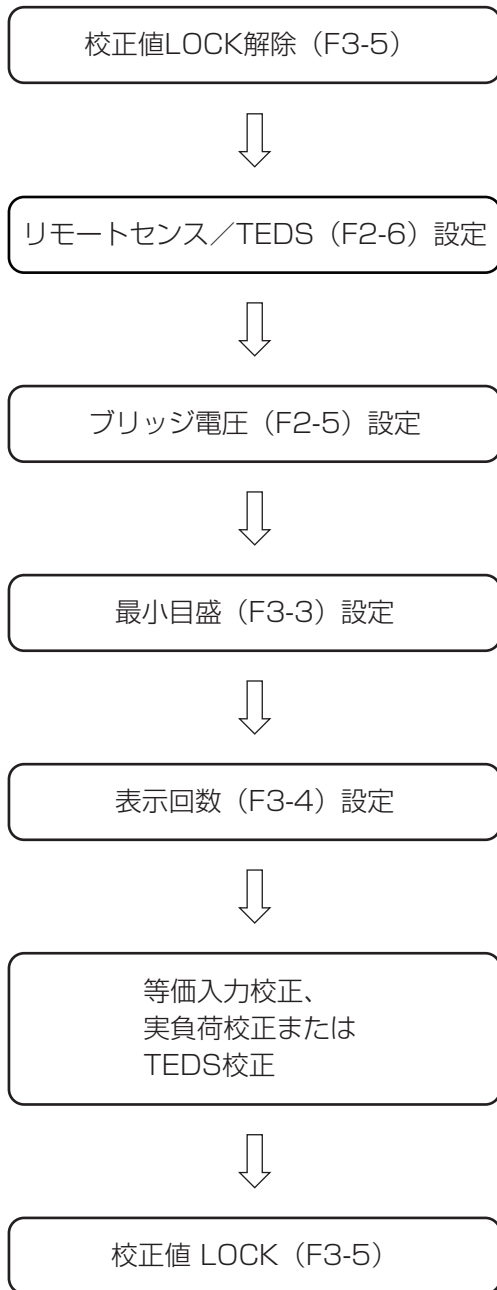 校正値LOCK解除（F3-5）
リモートセンス／TEDS（F2-6）設定
ブリッジ電圧（F2-5）設定
最小目盛（F3-3）設定
表示回数（F3-4）設定
等価入力校正、
実負荷校正または
TEDS校正
校正値 LOCK（F3-5）